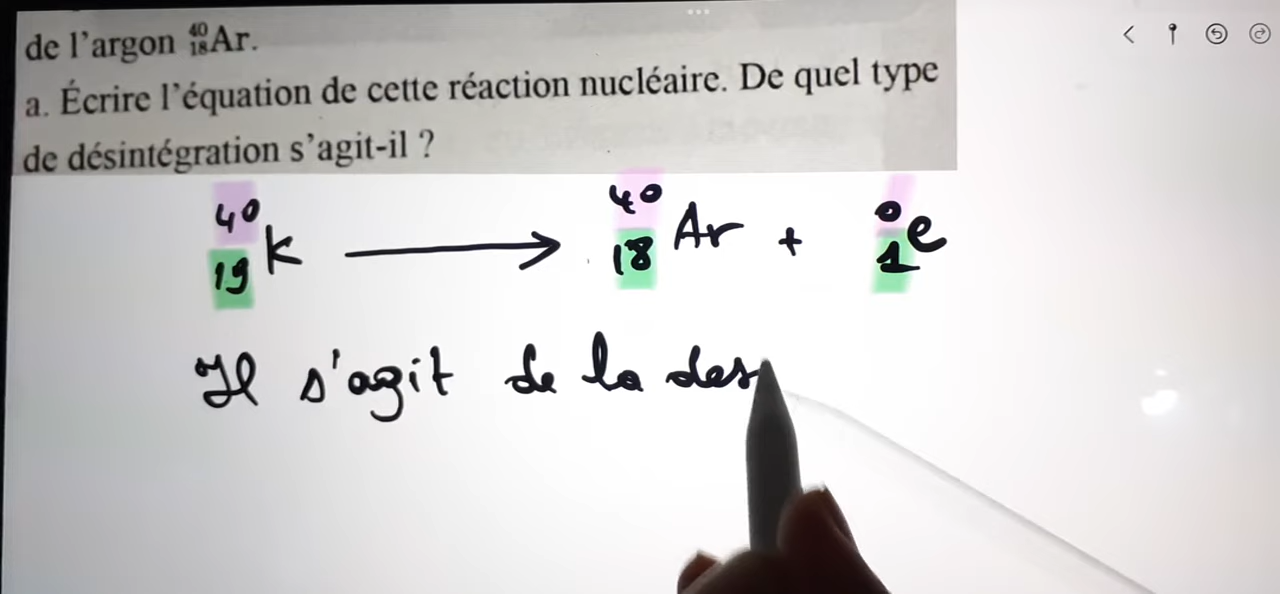 de l'argon ⁴⁰₁₈Ar.
a. Écrire l'équation de cette réaction nucléaire. De quel type
de désintégration s'agit-il ?
⁴⁰₁₉K ⟶ ⁴⁰₁₈Ar + ⁰₁e
Il s'agit de la des